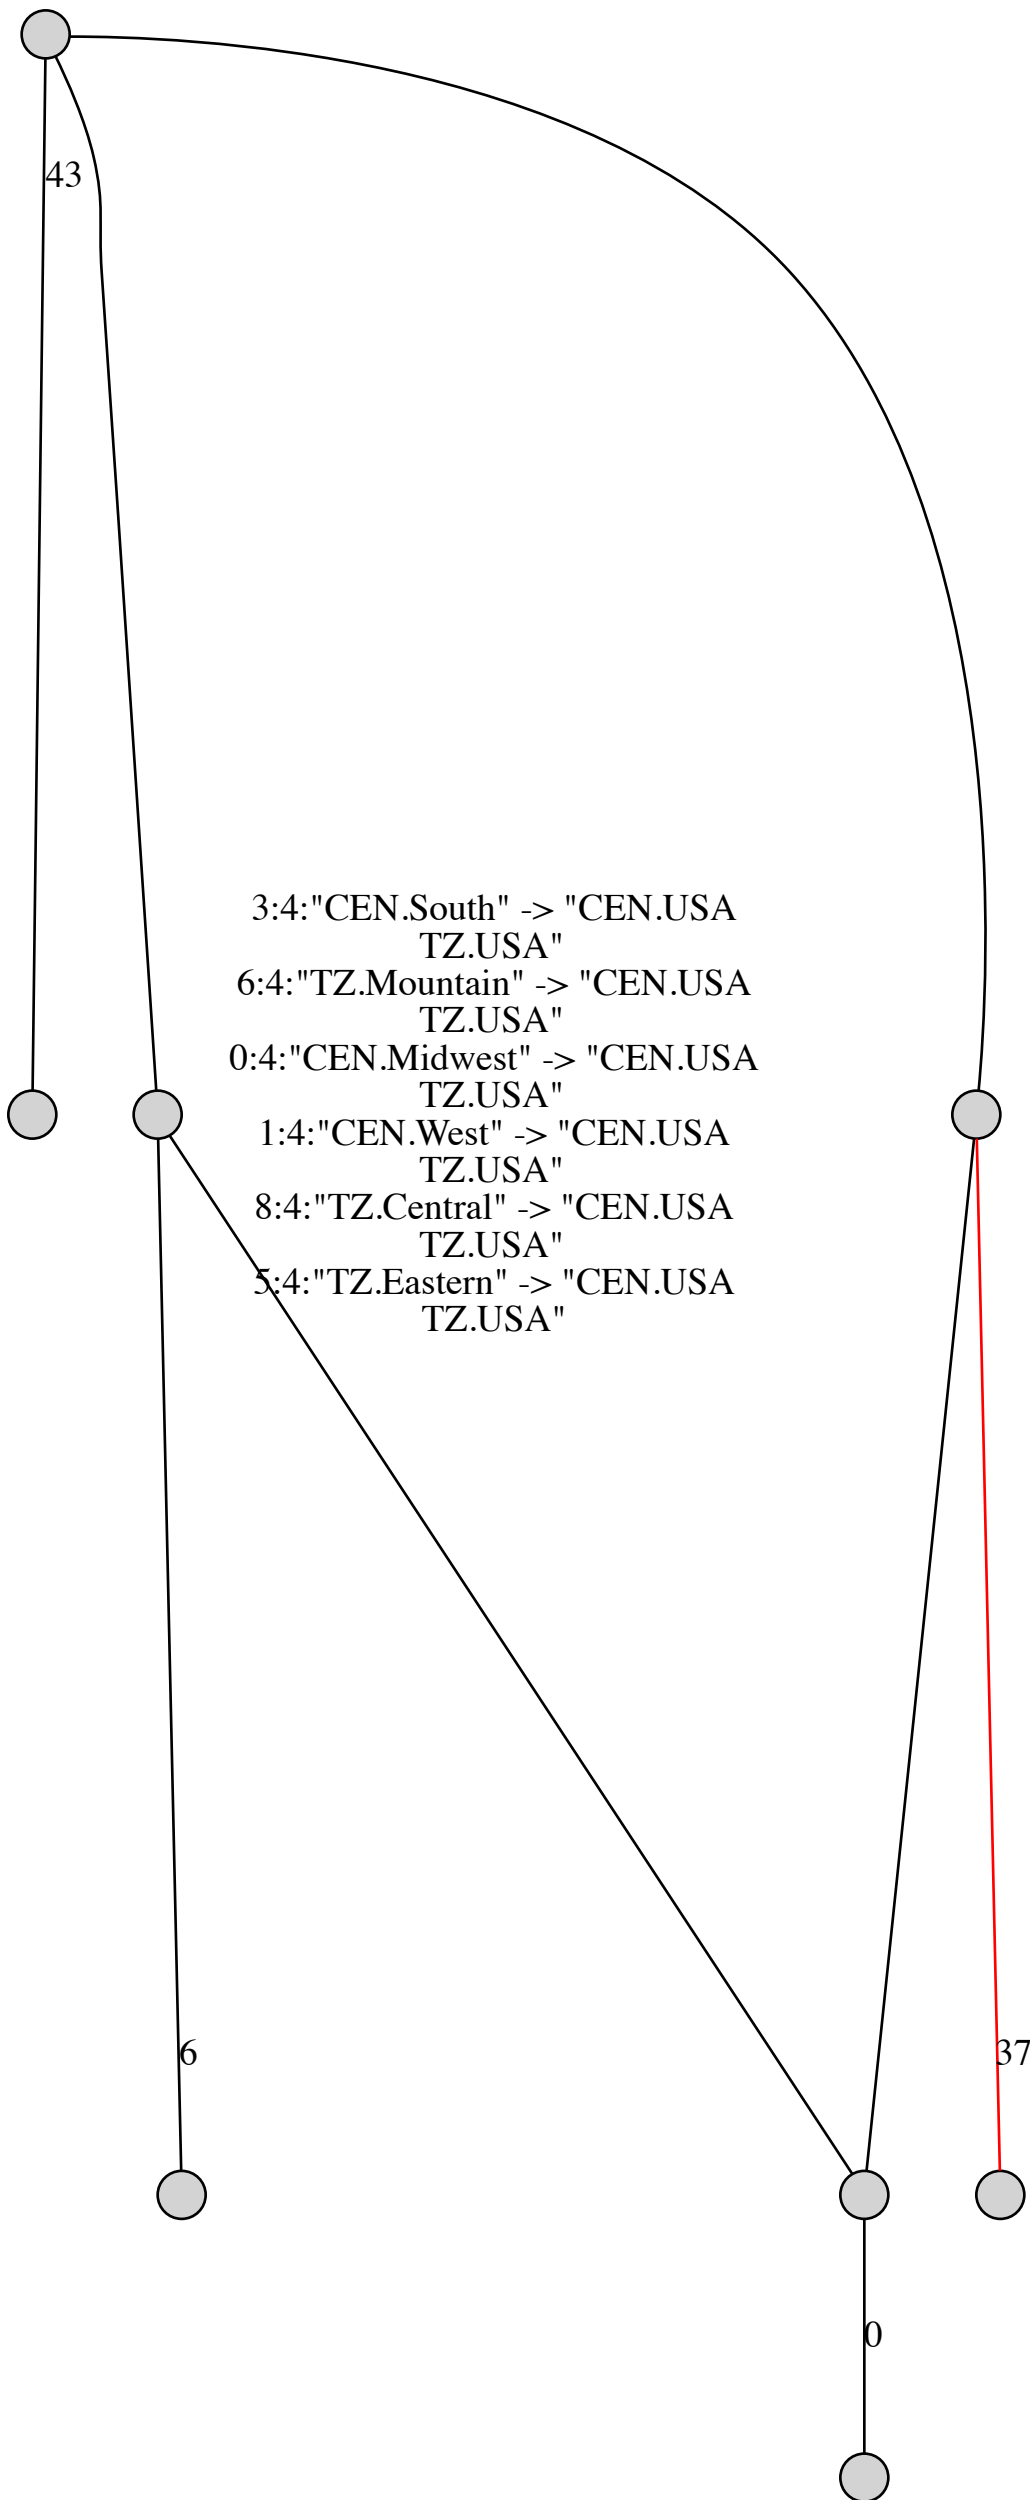 43
3:4:"CEN.South" -> "CEN.USA
TZ.USA"
6:4:"TZ.Mountain" -> "CEN.USA
TZ.USA"
0:4:"CEN.Midwest" -> "CEN.USA
TZ.USA"
1:4:"CEN.West" -> "CEN.USA
TZ.USA"
8:4:"TZ.Central" -> "CEN.USA
TZ.USA"
5:4:"TZ.Eastern" -> "CEN.USA
TZ.USA"
6
37
0